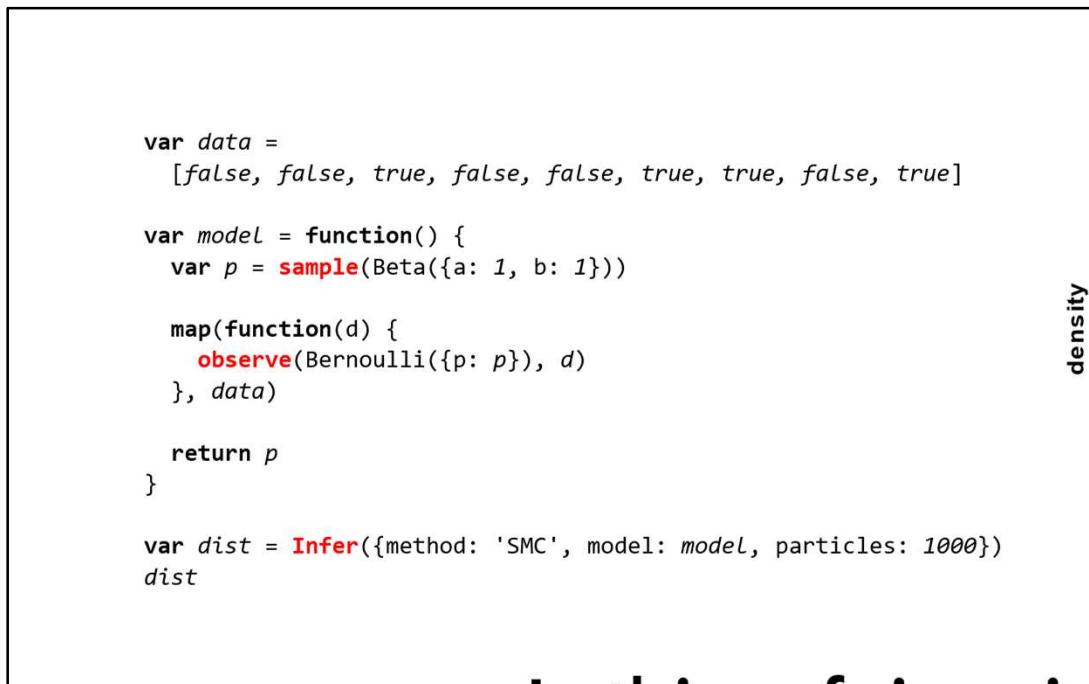 var data =
[false, false, true, false, false, true, true, false, true]
var model = function() {
var p = sample(Beta({a: 1, b: 1}))
map(function(d) {
observe(Bernoulli({p: p}), d)
}, data)
return p
}
var dist = Infer({method: 'SMC', model: model, particles: 1000})
dist
density